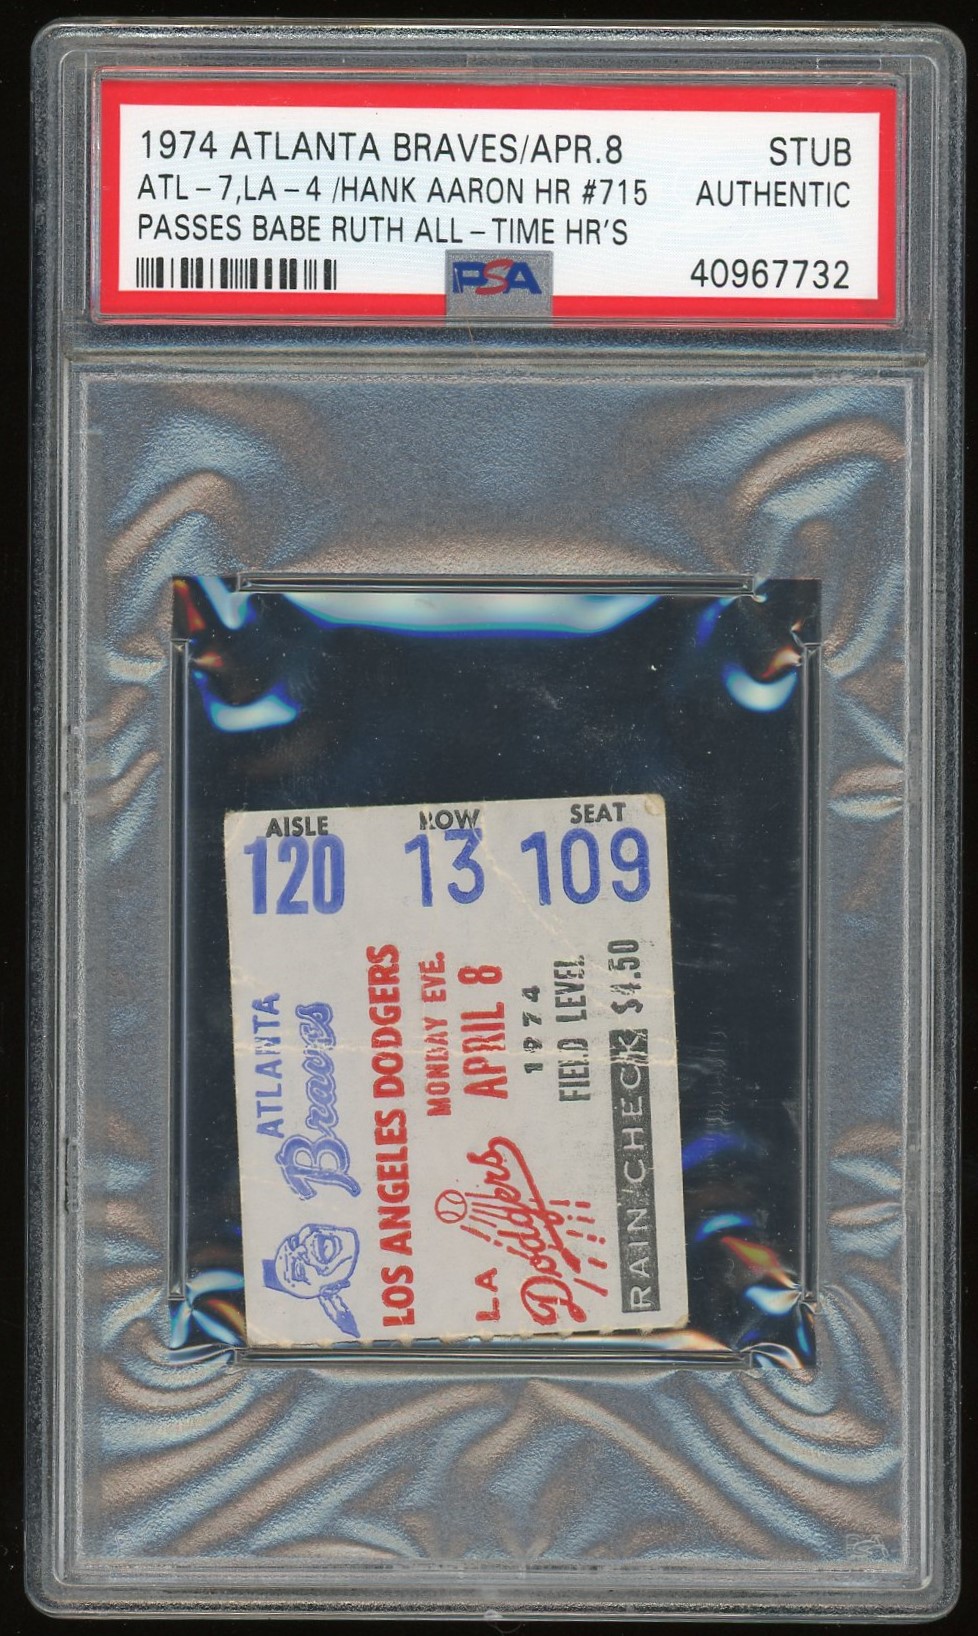 1974 ATLANTA BRAVES/APR.8 STUB
ATL-7,LA-4 /HANK AARON HR #715 AUTHENTIC
PASSES BABE RUTH ALL-TIME HR'S
PSA 40967732
AISLE ROW SEAT
120 13 109
ATLANTA
Braves
LOS ANGELES DODGERS
MONDAY EVE.
APRIL 8
1974
LA
Dodgers
FIELD LEVEL
RAIN CHECK $4.50